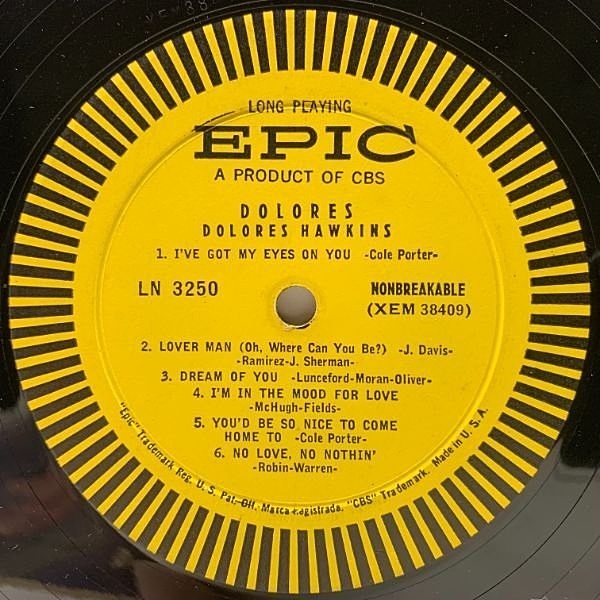 LONG PLAYING
EPIC
A PRODUCT OF CBS
DOLORES
DOLORES HAWKINS
1. I'VE GOT MY EYES ON YOU -Cole Porter-
LN 3250
NONBREAKABLE
(XEM 38409)
2. LOVER MAN (Oh, Where Can You Be?) -J. Davis-
-Ramirez-J. Sherman-
3. DREAM OF YOU -Lunceford-Moran-Oliver-
4. I'M IN THE MOOD FOR LOVE
-McHugh-Fields-
5. YOU'D BE SO NICE TO COME
HOME TO -Cole Porter-
6. NO LOVE, NO NOTHIN'
-Robin-Warren-
"Epic" Trademark Reg. U. S. Pat. Off. Marca Registrada. "CBS" Trademark. Made in U. S. A.